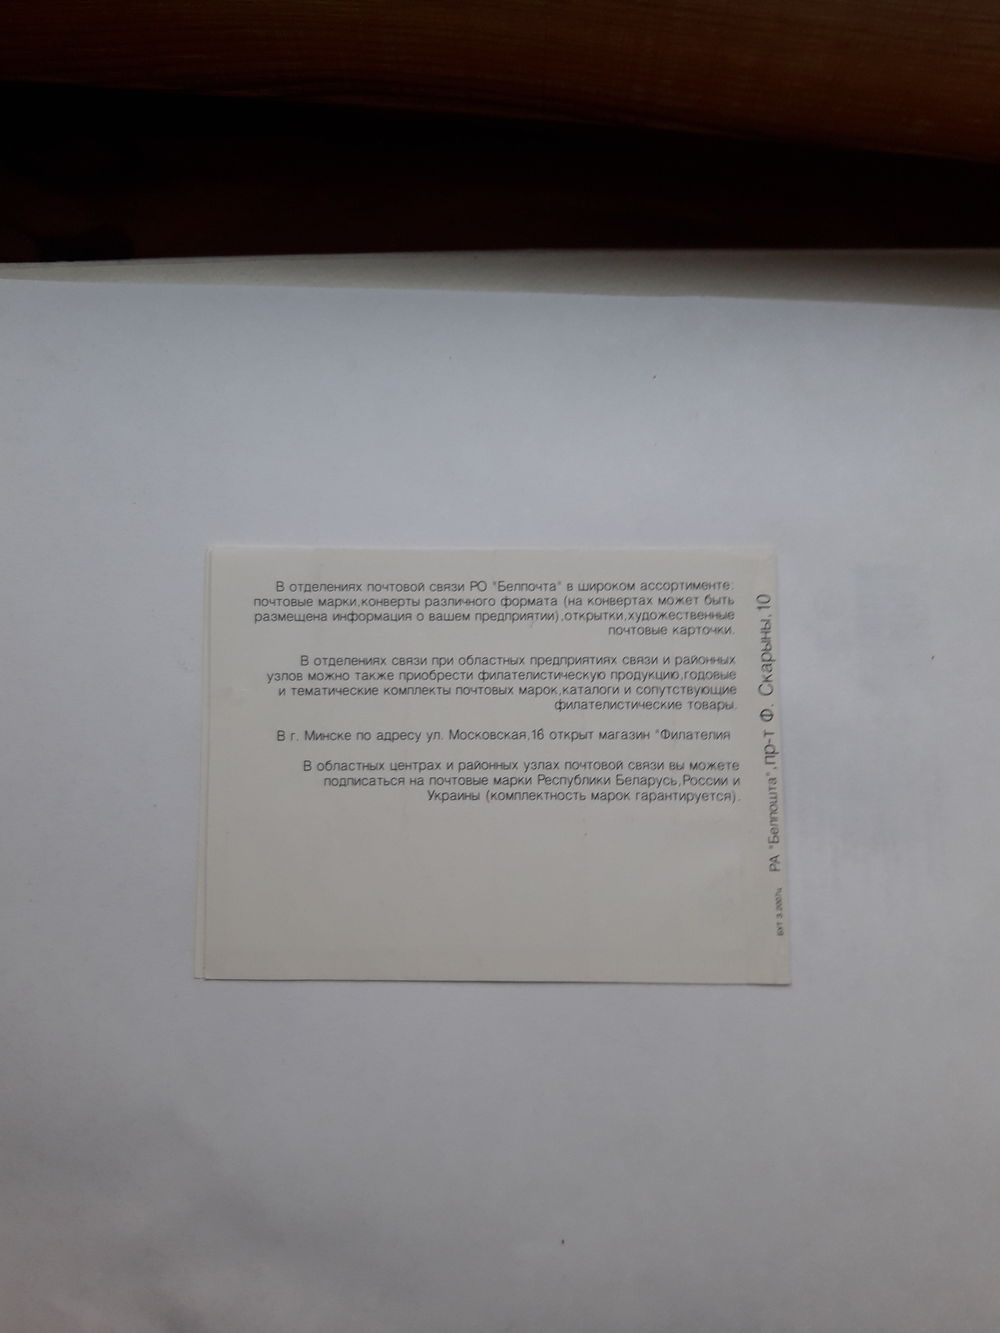 В отделениях почтовой связи РО "Белпочта" в широком ассортименте:
почтовые марки,конверты различного формата (на конвертах может быть
размещена информация о вашем предприятии),открытки,художественные
почтовые карточки.
В отделениях связи при областных предприятиях связи и районных
узлов можно также приобрести филателистическую продукцию,годовые
и тематические комплекты почтовых марок,каталоги и сопутствующие
филателистические товары.
В г. Минске по адресу ул. Московская,16 открыт магазин "Филателия
В областных центрах и районных узлах почтовой связи вы можете
подписаться на почтовые марки Республики Беларусь,России и
Украины (комплектность марок гарантируется).
РА "Белпошта",пр-т Ф. Скарыны,10